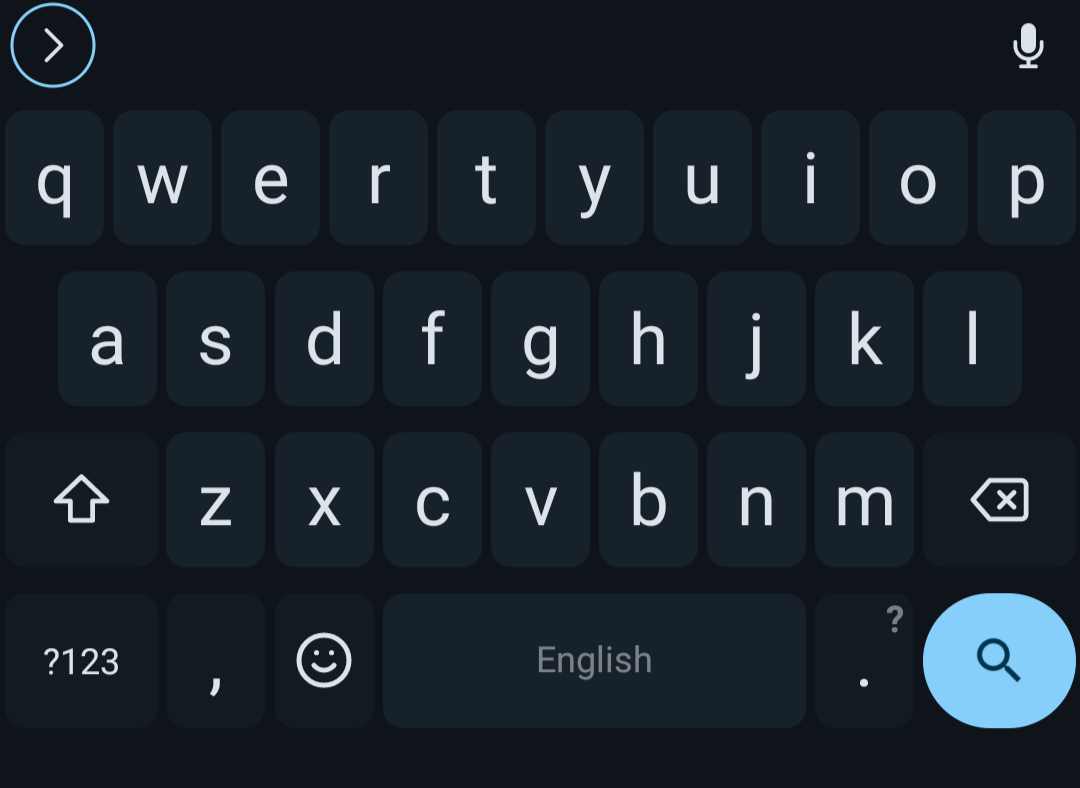 q w e r t y u i o p
a s d f g h j k l
z x c v b n m
?123 , English . ?